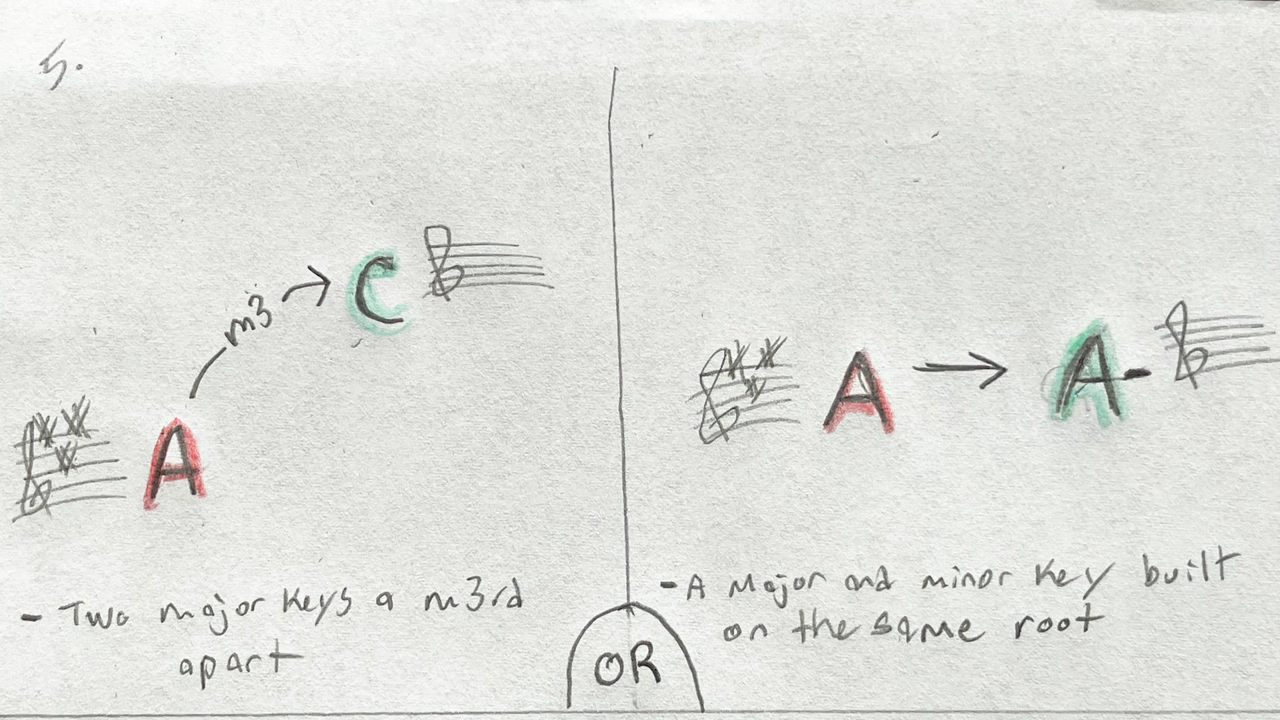 5.
m3
C
A
A
A-
- Two major keys a m3rd
apart
- A Major and minor key built
on the same root
OR